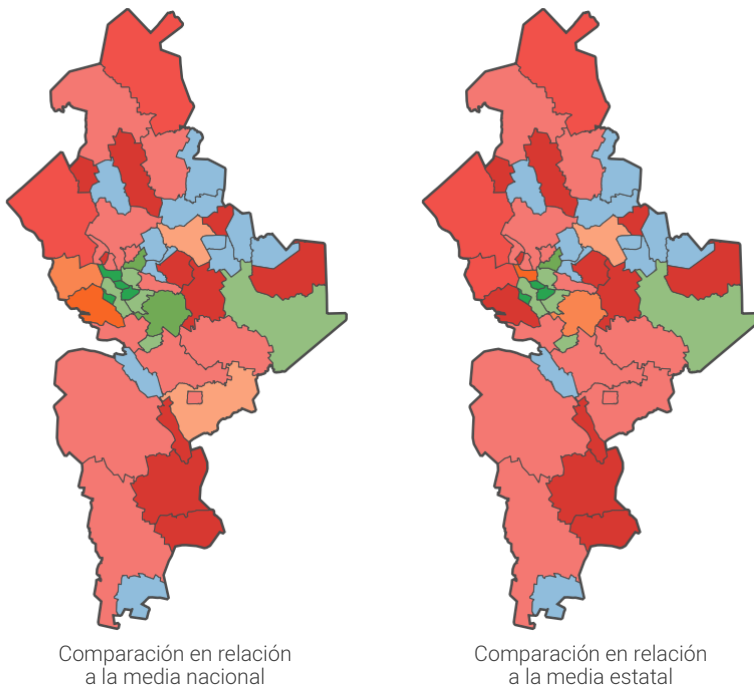 Comparación en relación
a la media nacional
Comparación en relación
a la media estatal